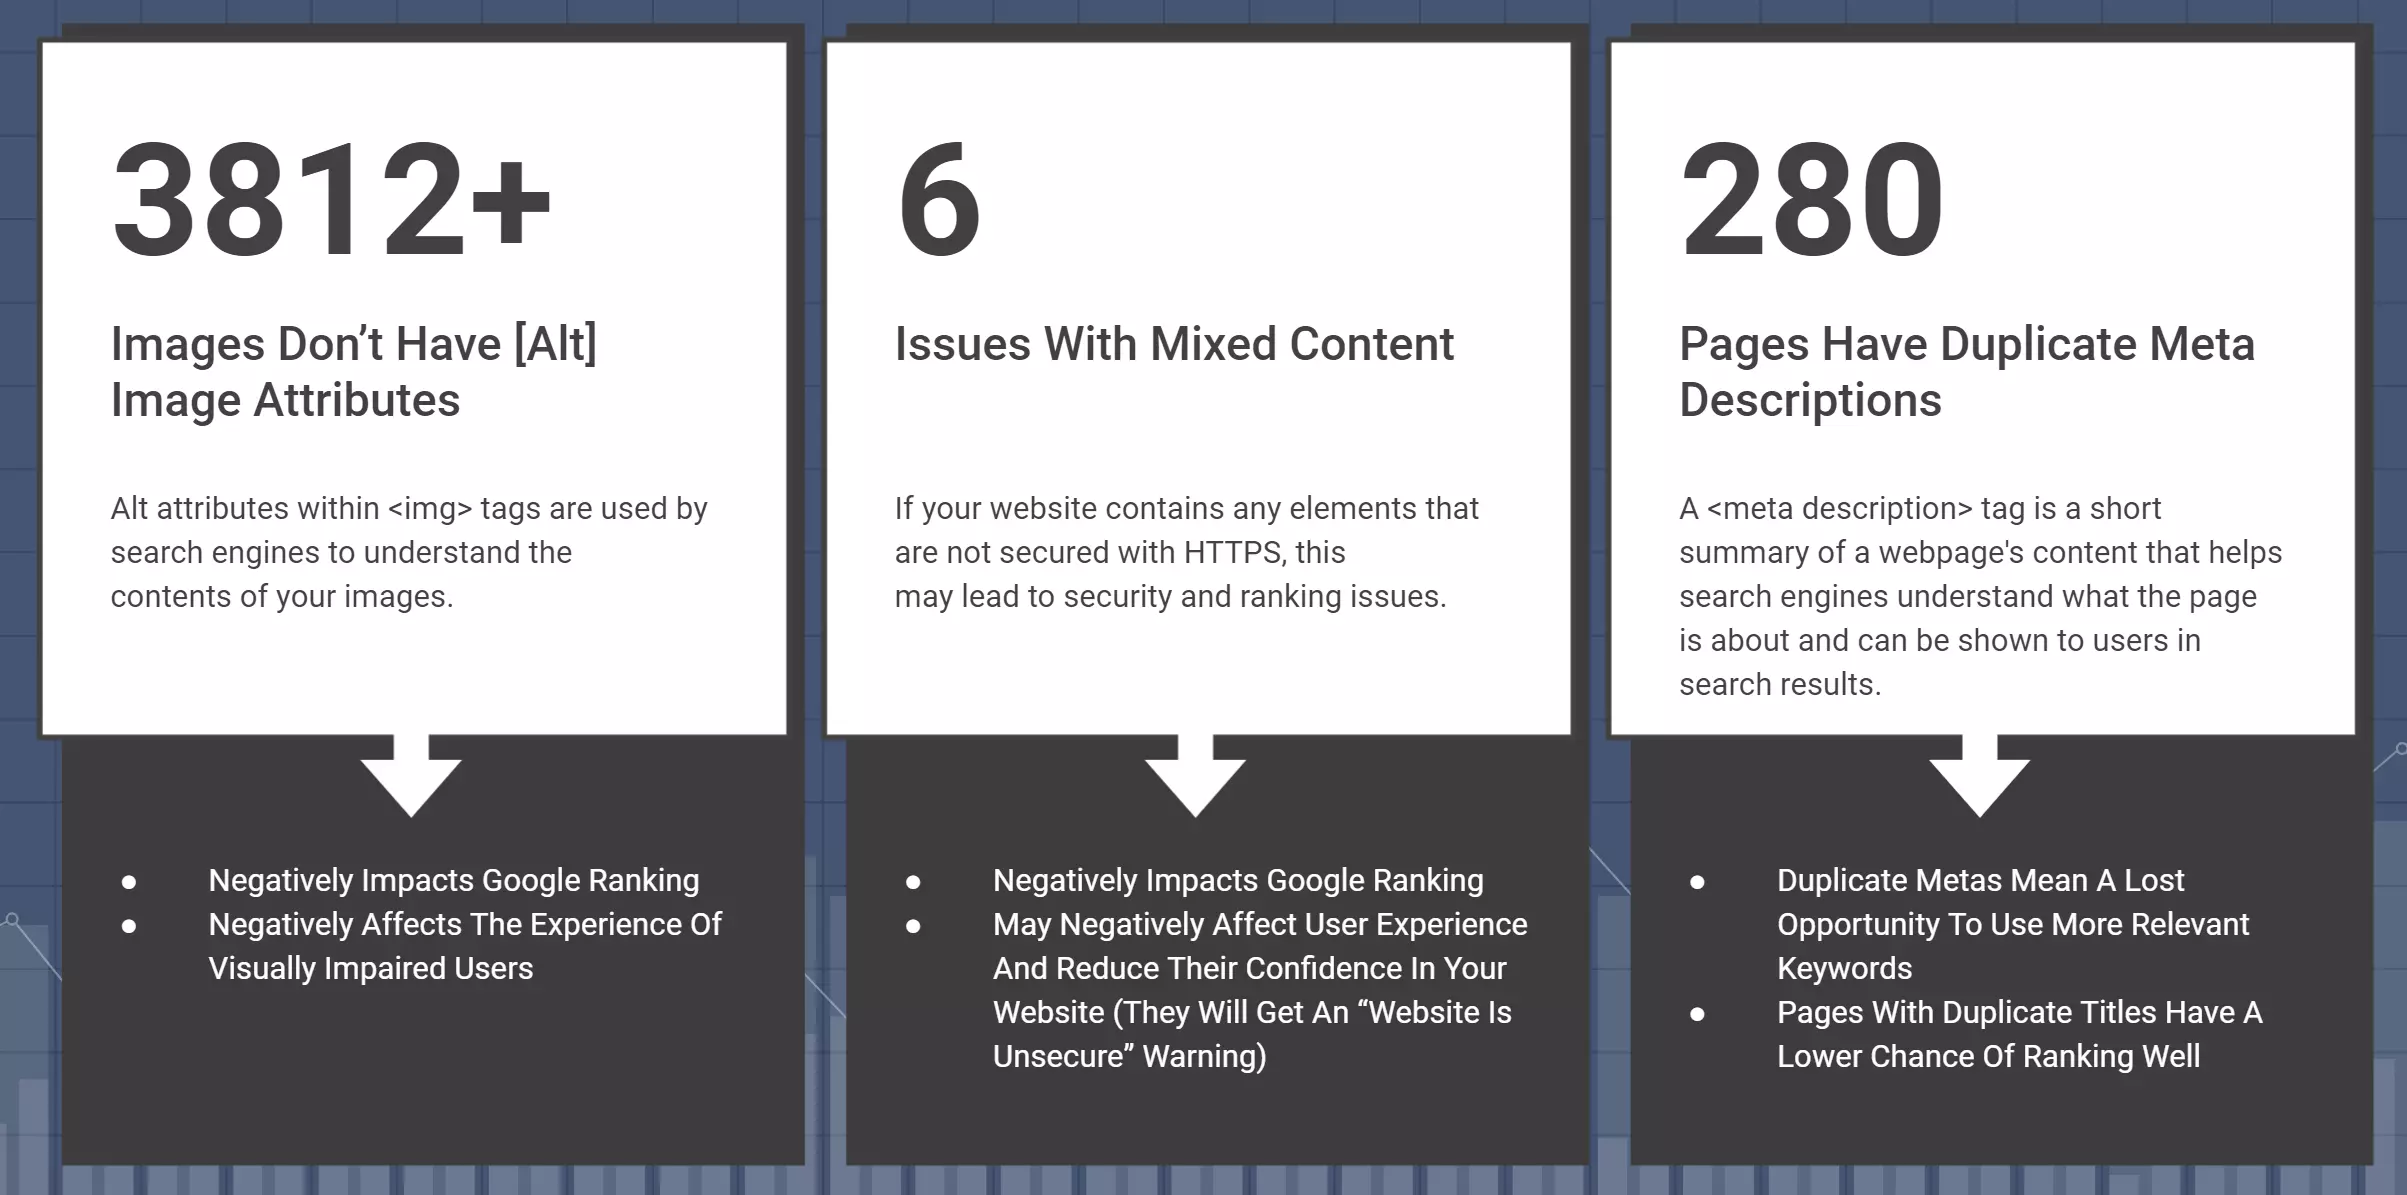 3812+
Images Don’t Have [Alt]
Image Attributes
Alt attributes within <img> tags are used by
search engines to understand the
contents of your images.
● Negatively Impacts Google Ranking
● Negatively Affects The Experience Of
Visually Impaired Users
6
Issues With Mixed Content
If your website contains any elements that
are not secured with HTTPS, this
may lead to security and ranking issues.
● Negatively Impacts Google Ranking
● May Negatively Affect User Experience
And Reduce Their Confidence In Your
Website (They Will Get An “Website Is
Unsecure” Warning)
280
Pages Have Duplicate Meta
Descriptions
A <meta description> tag is a short
summary of a webpage's content that helps
search engines understand what the page
is about and can be shown to users in
search results.
● Duplicate Metas Mean A Lost
Opportunity To Use More Relevant
Keywords
● Pages With Duplicate Titles Have A
Lower Chance Of Ranking Well